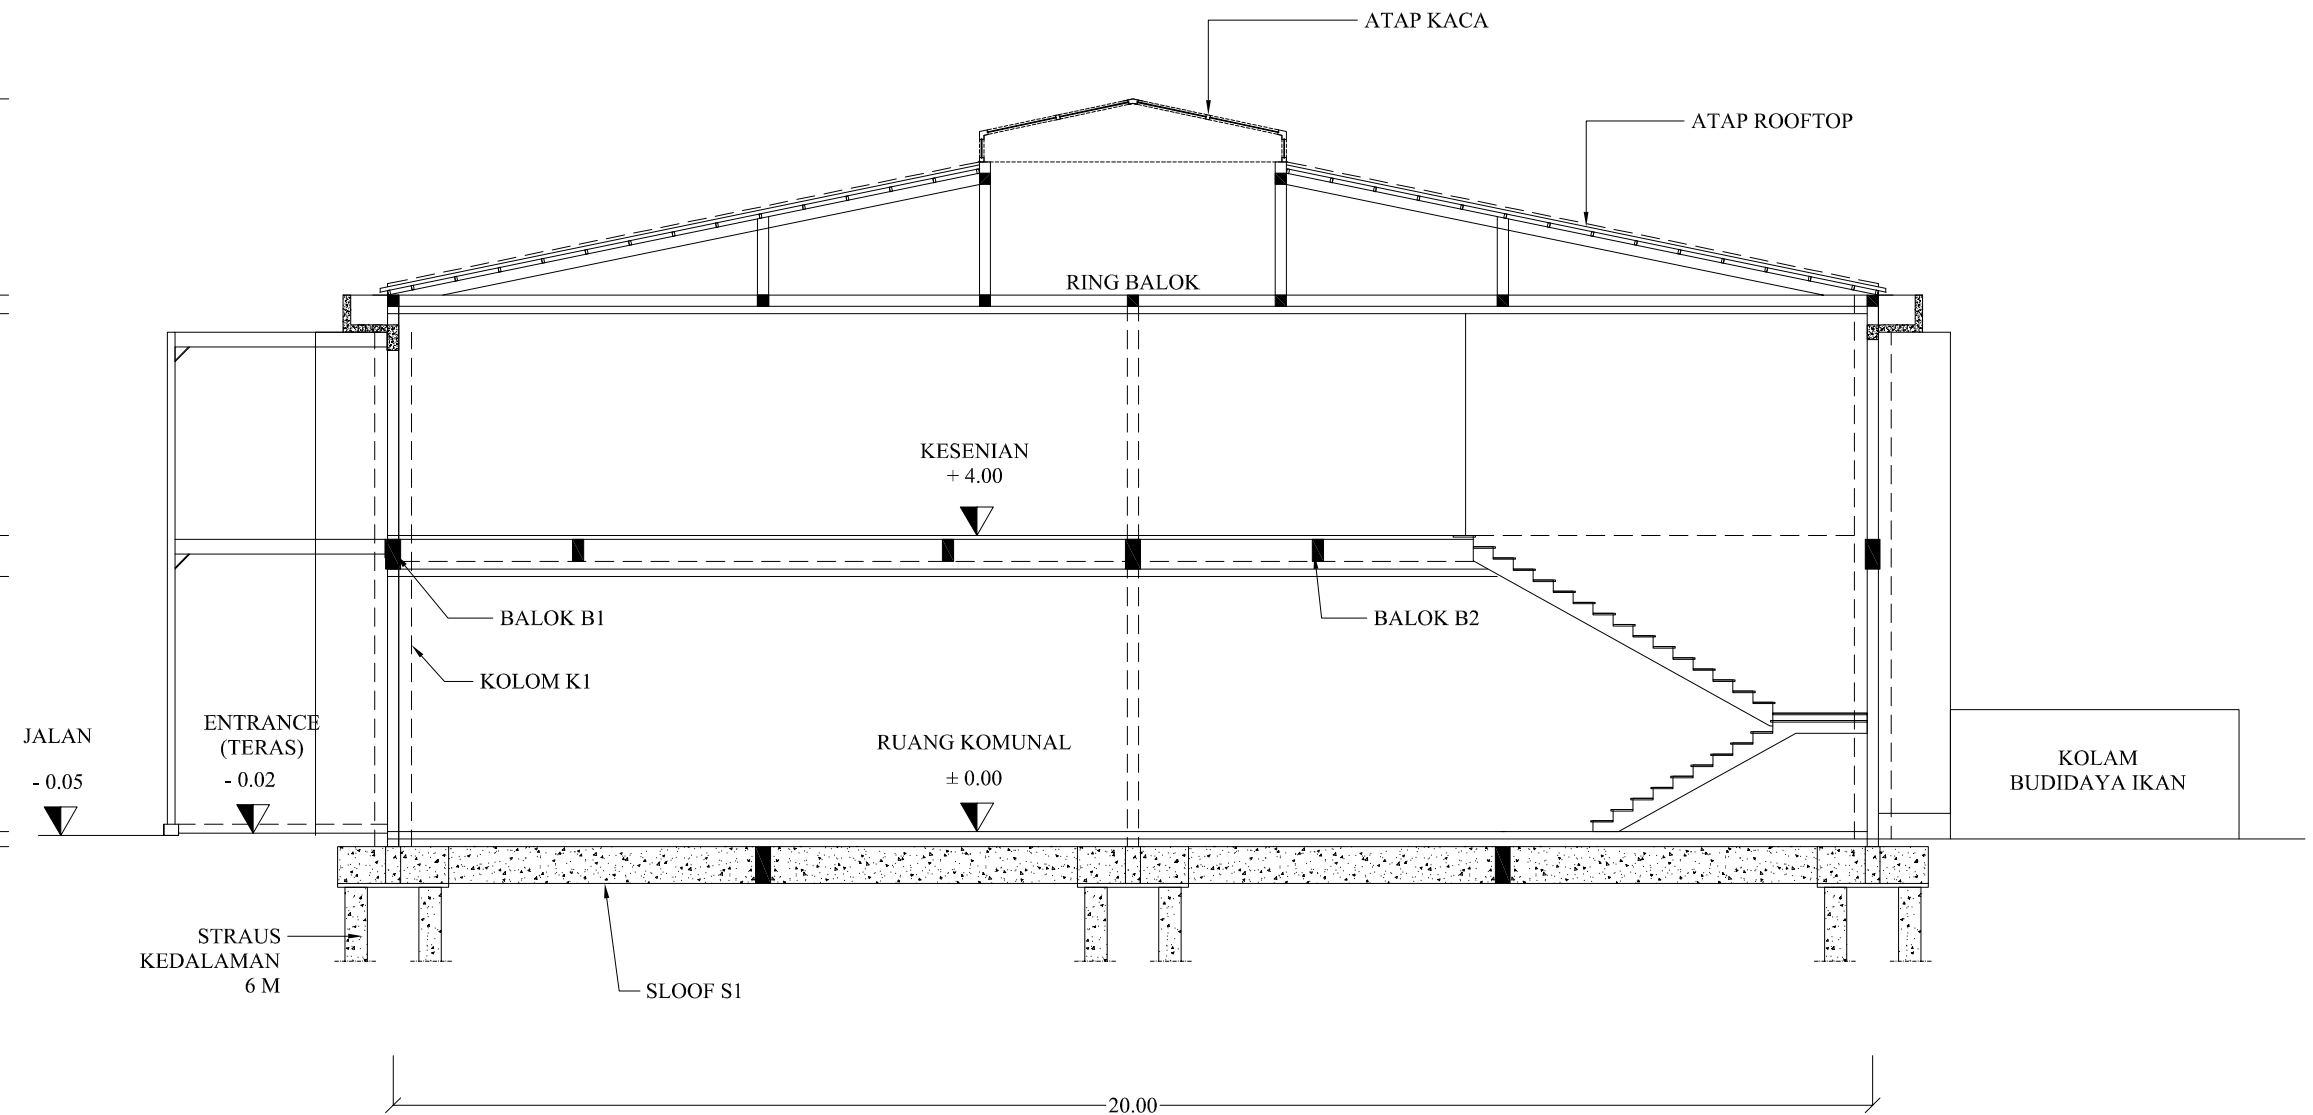 ATAP KACA
ATAP ROOFTOP
RING BALOK
KESENIAN
+ 4.00
BALOK B1
BALOK B2
KOLOM K1
JALAN
- 0.05
ENTRANCE
(TERAS)
- 0.02
RUANG KOMUNAL
± 0.00
KOLAM
BUDIDAYA IKAN
STRAUS
KEDALAMAN
6 M
SLOOF S1
20.00